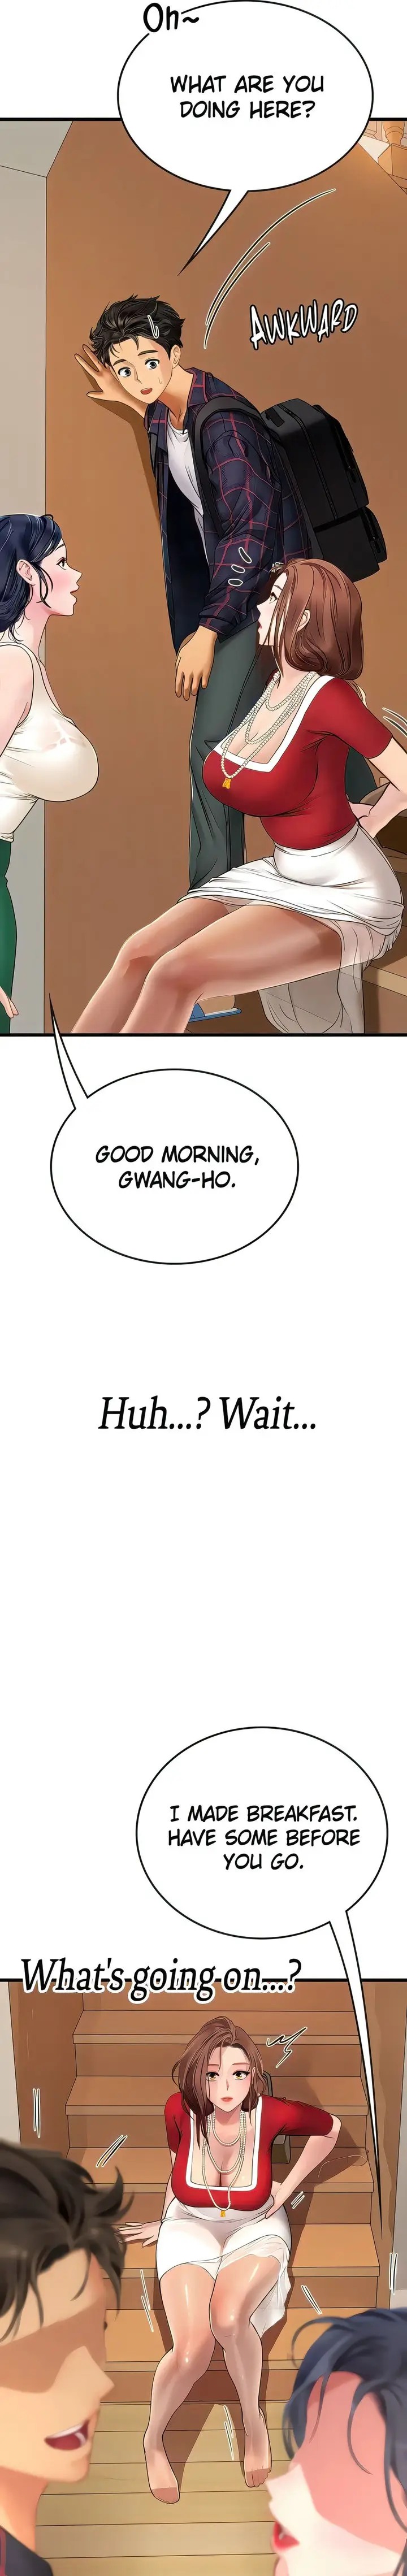 Oh~
WHAT ARE YOU
DOING HERE?
AWKWARD
GOOD MORNING,
GWANG-HO.
Huh...? Wait...
I MADE BREAKFAST.
HAVE SOME BEFORE
YOU GO.
What's going on...?